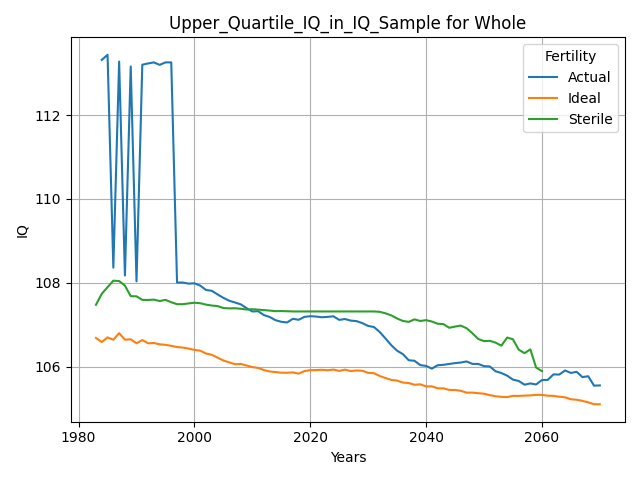 Upper_Quartile_IQ_in_IQ_Sample for Whole
Fertility
Actual
Ideal
Sterile
IQ
112
110
108
106
1980
2000
2020
2040
2060
Years